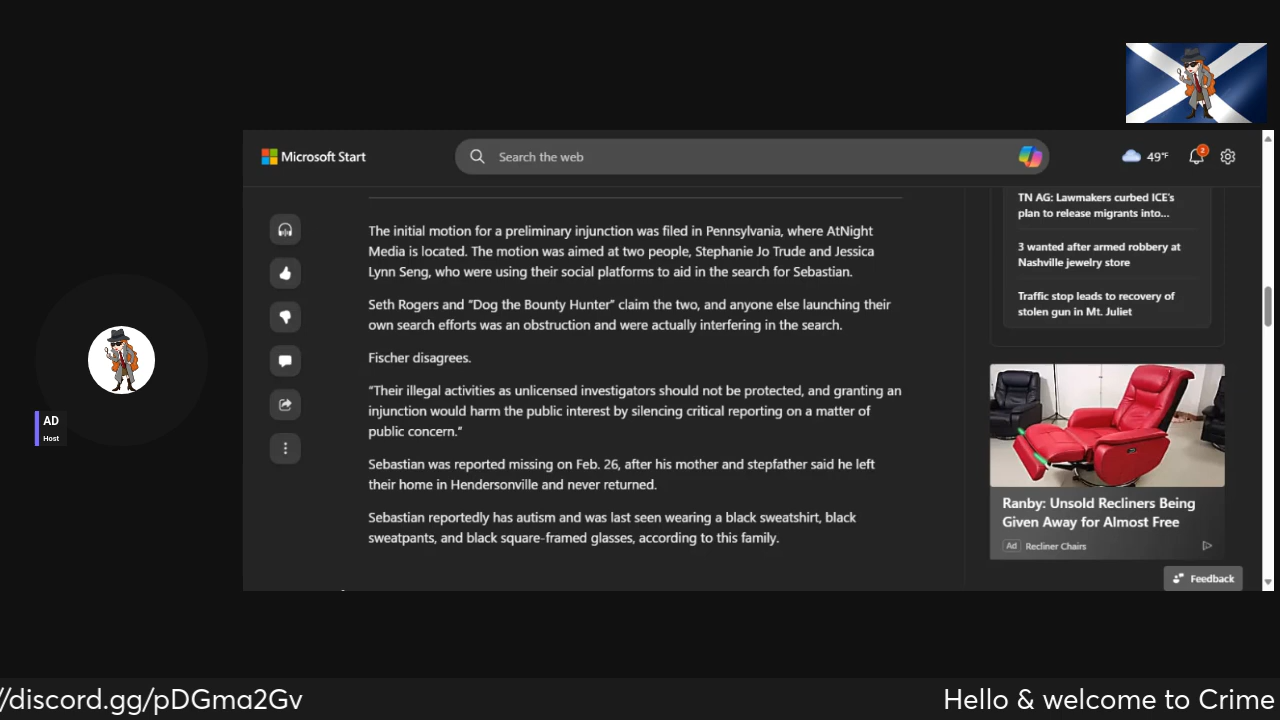 Microsoft Start
Search the web
49°F
2
The initial motion for a preliminary injunction was filed in Pennsylvania, where AtNight
Media is located. The motion was aimed at two people, Stephanie Jo Trude and Jessica
Lynn Seng, who were using their social platforms to aid in the search for Sebastian.
Seth Rogers and “Dog the Bounty Hunter” claim the two, and anyone else launching their
own search efforts was an obstruction and were actually interfering in the search.
Fischer disagrees.
“Their illegal activities as unlicensed investigators should not be protected, and granting an
injunction would harm the public interest by silencing critical reporting on a matter of
public concern.”
Sebastian was reported missing on Feb. 26, after his mother and stepfather said he left
their home in Hendersonville and never returned.
Sebastian reportedly has autism and was last seen wearing a black sweatshirt, black
sweatpants, and black square-framed glasses, according to this family.
TN AG: Lawmakers curbed ICE's
plan to release migrants into...
3 wanted after armed robbery at
Nashville jewelry store
Traffic stop leads to recovery of
stolen gun in Mt. Juliet
Ranby: Unsold Recliners Being
Given Away for Almost Free
Ad Recliner Chairs
Feedback
AD
Host
//discord.gg/pDGma2Gv
Hello & welcome to Crime